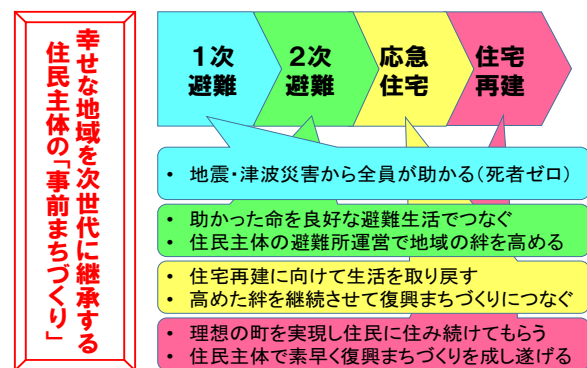 幸せな地域を次世代に継承する
住民主体の「事前まちづくり」
1次
避難
2次
避難
応急
住宅
住宅
再建
• 地震・津波災害から全員が助かる(死者ゼロ)
• 助かった命を良好な避難生活でつなぐ
• 住民主体の避難所運営で地域の絆を高める
• 住宅再建に向けて生活を取り戻す
• 高めた絆を継続させて復興まちづくりにつなぐ
• 理想の町を実現し住民に住み続けてもらう
• 住民主体で素早く復興まちづくりを成し遂げる